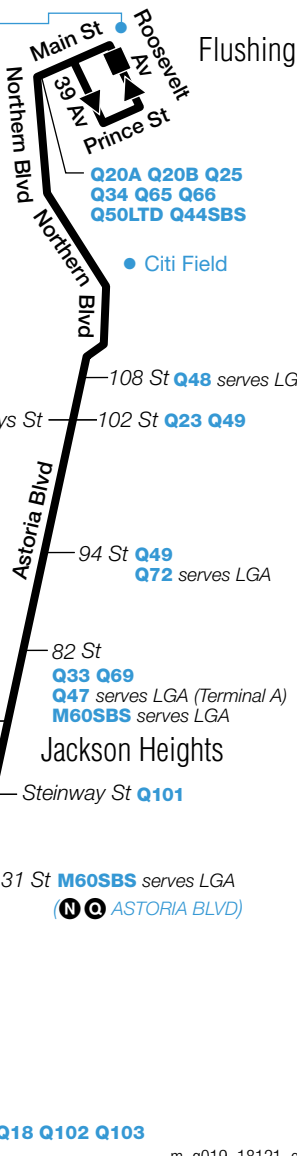 Roosevelt Av
Main St
Flushing
39 Av
Prince St
Northern Blvd
Q20A Q20B Q25
Q34 Q65 Q66
Q50LTD Q44SBS
Northern Blvd
Citi Field
108 St Q48 serves LG
ys St
102 St Q23 Q49
Astoria Blvd
94 St Q49
Q72 serves LGA
82 St
Q33 Q69
Q47 serves LGA (Terminal A)
M60SBS serves LGA
Jackson Heights
Steinway St Q101
31 St M60SBS serves LGA
(N Q ASTORIA BLVD)
Q18 Q102 Q103